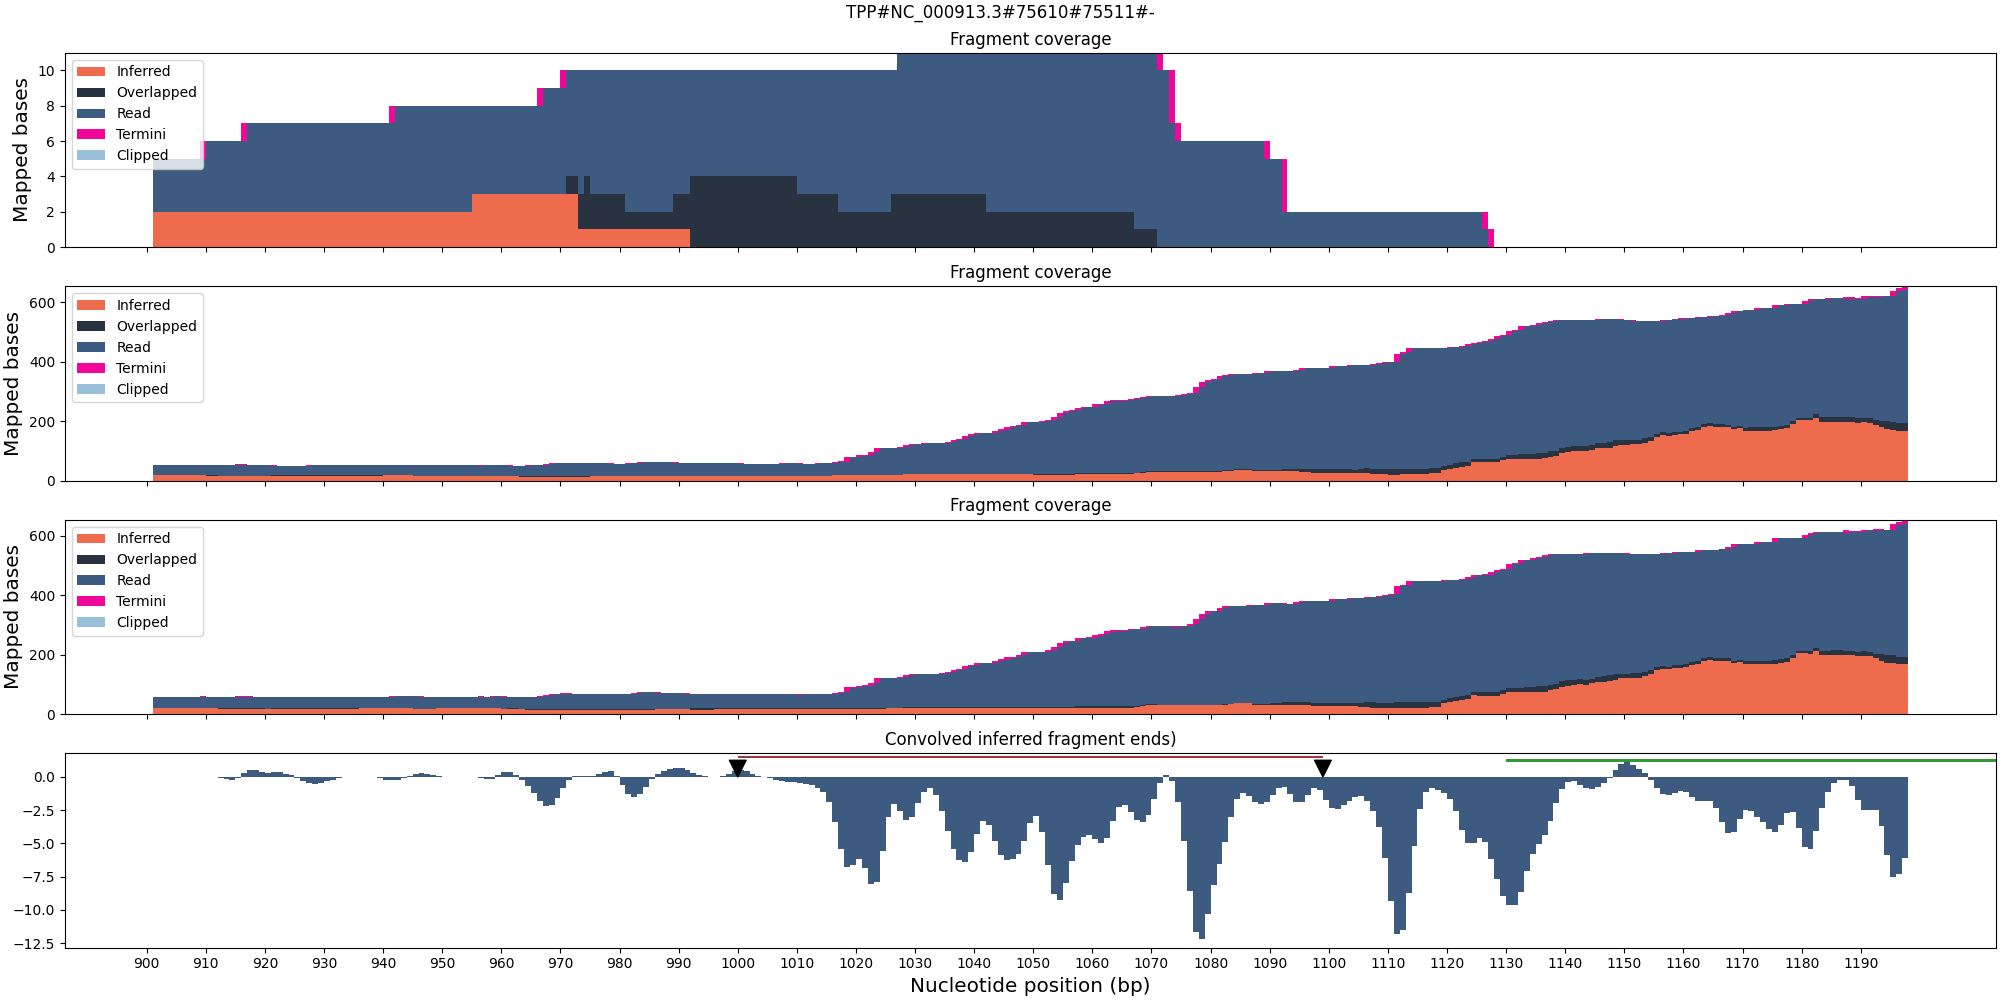 TPP#NC_000913.3#75610#75511#-
Fragment coverage
Mapped bases
10
8
6
4
2
0
Inferred
Overlapped
Read
Termini
Clipped
Fragment coverage
Mapped bases
600
400
200
0
Inferred
Overlapped
Read
Termini
Clipped
Fragment coverage
Mapped bases
600
400
200
0
Inferred
Overlapped
Read
Termini
Clipped
Convolved inferred fragment ends)
0.0
−2.5
−5.0
−7.5
−10.0
−12.5
900 910 920 930 940 950 960 970 980 990 1000 1010 1020 1030 1040 1050 1060 1070 1080 1090 1100 1110 1120 1130 1140 1150 1160 1170 1180 1190
Nucleotide position (bp)